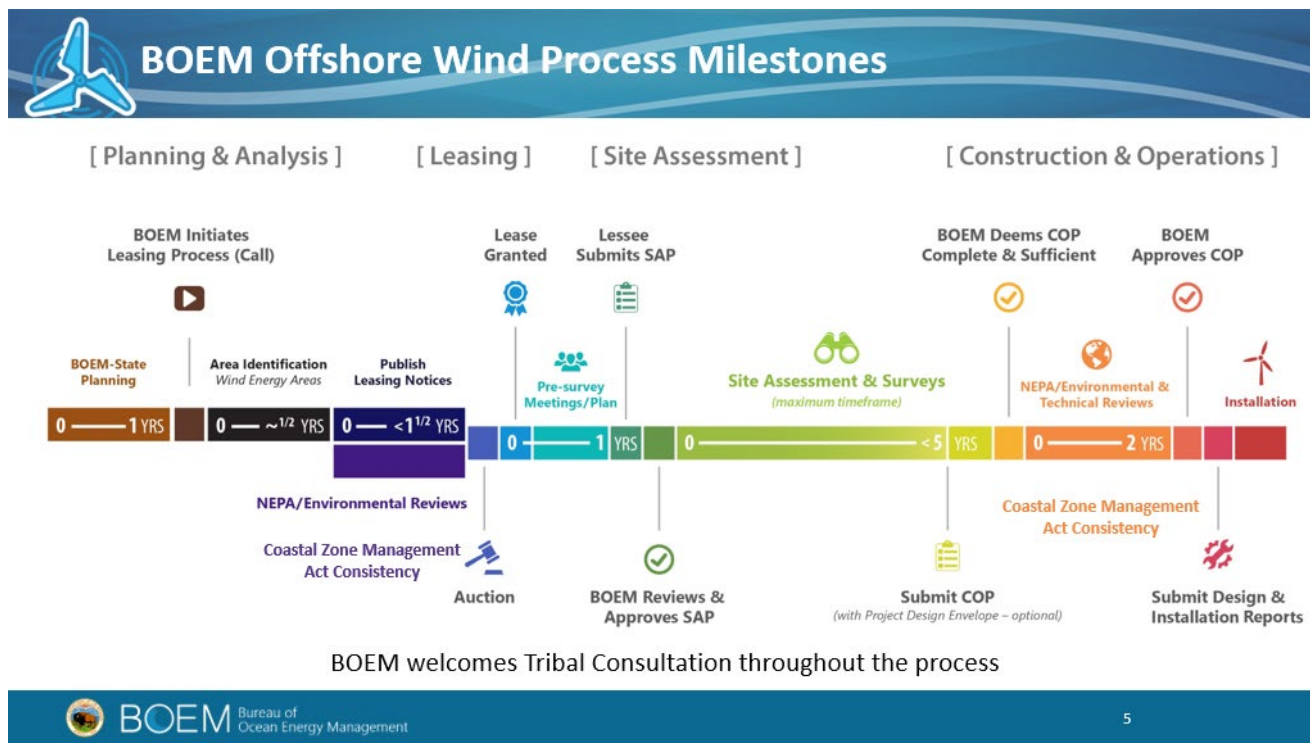 BOEM Offshore Wind Process Milestones
[ Planning & Analysis ]
[ Leasing ]
[ Site Assessment ]
[ Construction & Operations ]
BOEM Initiates
Leasing Process (Call)
Lease
Granted
Lessee
Submits SAP
BOEM Deems COP
Complete & Sufficient
BOEM
Approves COP
BOEM-State
Planning
Area Identification
Wind Energy Areas
Publish
Leasing Notices
Pre-survey
Meetings/Plan
Site Assessment & Surveys
(maximum timeframe)
NEPA/Environmental &
Technical Reviews
Installation
0 1 YRS
0 ~1/2 YRS
0 <1 1/2 YRS
0 1 YRS
0 <5 YRS
0 2 YRS
NEPA/Environmental Reviews
Coastal Zone Management
Act Consistency
Coastal Zone Management
Act Consistency
Auction
BOEM Reviews &
Approves SAP
Submit COP
(with Project Design Envelope – optional)
Submit Design &
Installation Reports
BOEM welcomes Tribal Consultation throughout the process
BOEM
Bureau of
Ocean Energy Management
5